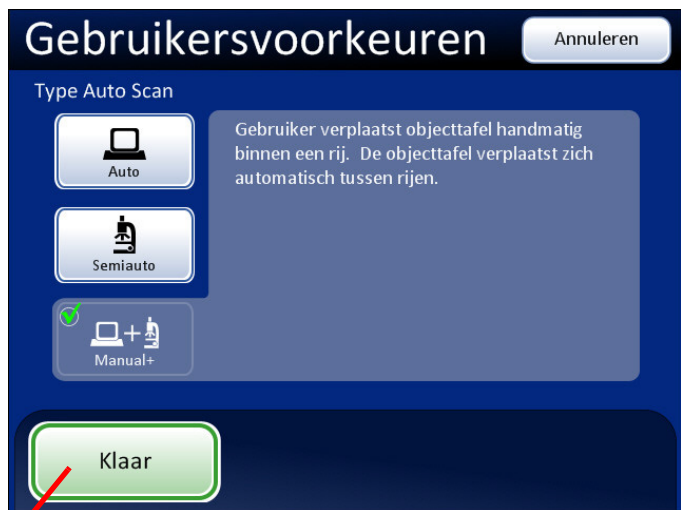 Gebruikersvoorkeuren
Annuleren
Type Auto Scan
Auto
Gebruiker verplaatst objecttafel handmatig
binnen een rij. De objecttafel verplaatst zich
automatisch tussen rijen.
Semiauto
Manual+
Klaar